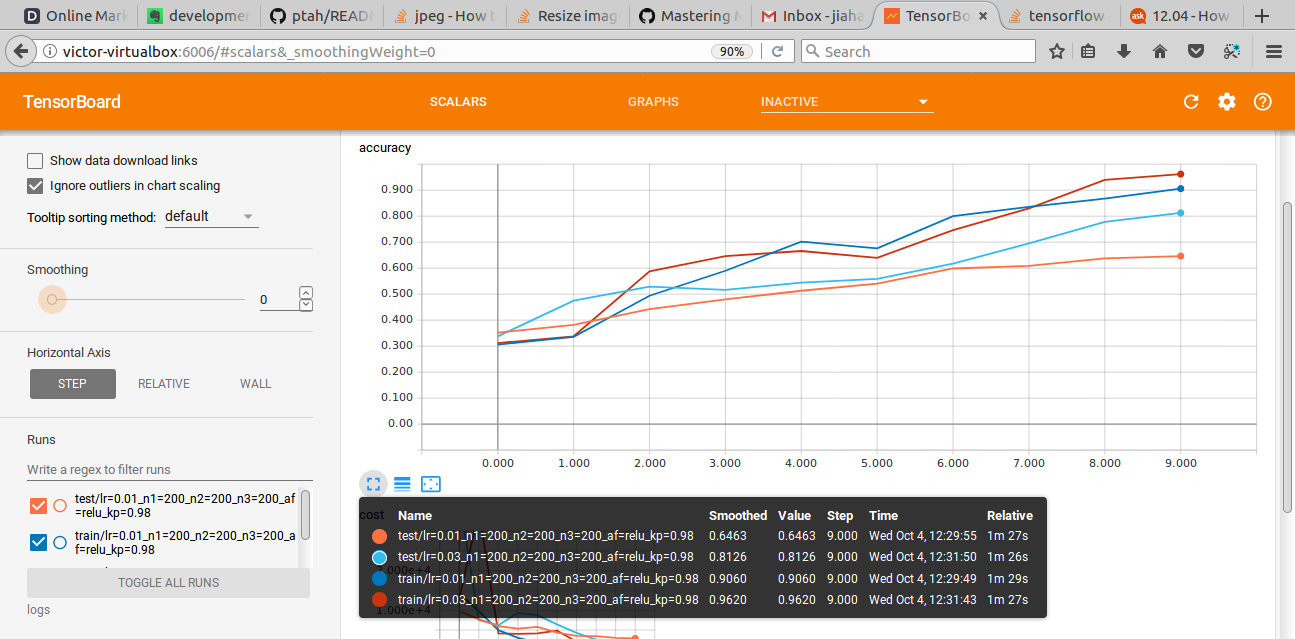 Online Mark
developmer
ptah/READ
jpeg - How t
Resize imag
Mastering
Inbox - jiaha
TensorBo
tensorflow
12.04 - How
victor-virtualbox:6006/#scalars&_smoothingWeight=0
90%
Search
TensorBoard
SCALARS
GRAPHS
INACTIVE
Show data download links
Ignore outliers in chart scaling
Tooltip sorting method: default
Smoothing
0
Horizontal Axis
STEP
RELATIVE
WALL
Runs
Write a regex to filter runs
test/lr=0.01_n1=200_n2=200_n3=200_af
=relu_kp=0.98
train/lr=0.01_n1=200_n2=200_n3=200_a
f=relu_kp=0.98
TOGGLE ALL RUNS
logs
accuracy
0.900
0.800
0.700
0.600
0.500
0.400
0.300
0.200
0.100
0.00
0.000 1.000 2.000 3.000 4.000 5.000 6.000 7.000 8.000 9.000
cost
Name Smoothed Value Step Time Relative
test/lr=0.01_n1=200_n2=200_n3=200_af=relu_kp=0.98 0.6463 0.6463 9.000 Wed Oct 4, 12:29:55 1m 27s
test/lr=0.03_n1=200_n2=200_n3=200_af=relu_kp=0.98 0.8126 0.8126 9.000 Wed Oct 4, 12:31:50 1m 26s
train/lr=0.01_n1=200_n2=200_n3=200_af=relu_kp=0.98 0.9060 0.9060 9.000 Wed Oct 4, 12:29:49 1m 29s
train/lr=0.03_n1=200_n2=200_n3=200_af=relu_kp=0.98 0.9620 0.9620 9.000 Wed Oct 4, 12:31:43 1m 27s